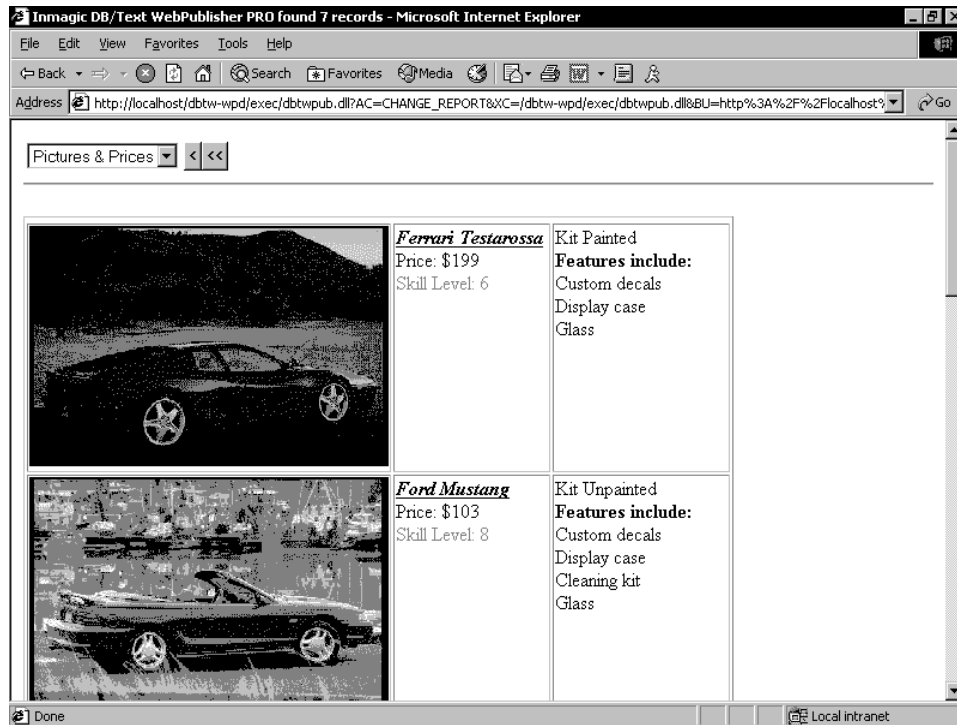 Inmagic DB/Text WebPublisher PRO found 7 records - Microsoft Internet Explorer
File Edit View Favorites Tools Help
Back Search Favorites Media
Address http://localhost/dbtw-wpd/exec/dbtwpub.dll?AC=CHANGE_REPORT&XC=/dbtw-wpd/exec/dbtwpub.dll&BU=http%3A%2F%2Flocalhost% Go
Pictures & Prices < <<
Ferrari Testarossa
Price: $199
Skill Level: 6
Kit Painted
Features include:
Custom decals
Display case
Glass
Ford Mustang
Price: $103
Skill Level: 8
Kit Unpainted
Features include:
Custom decals
Display case
Cleaning kit
Glass
Done Local intranet